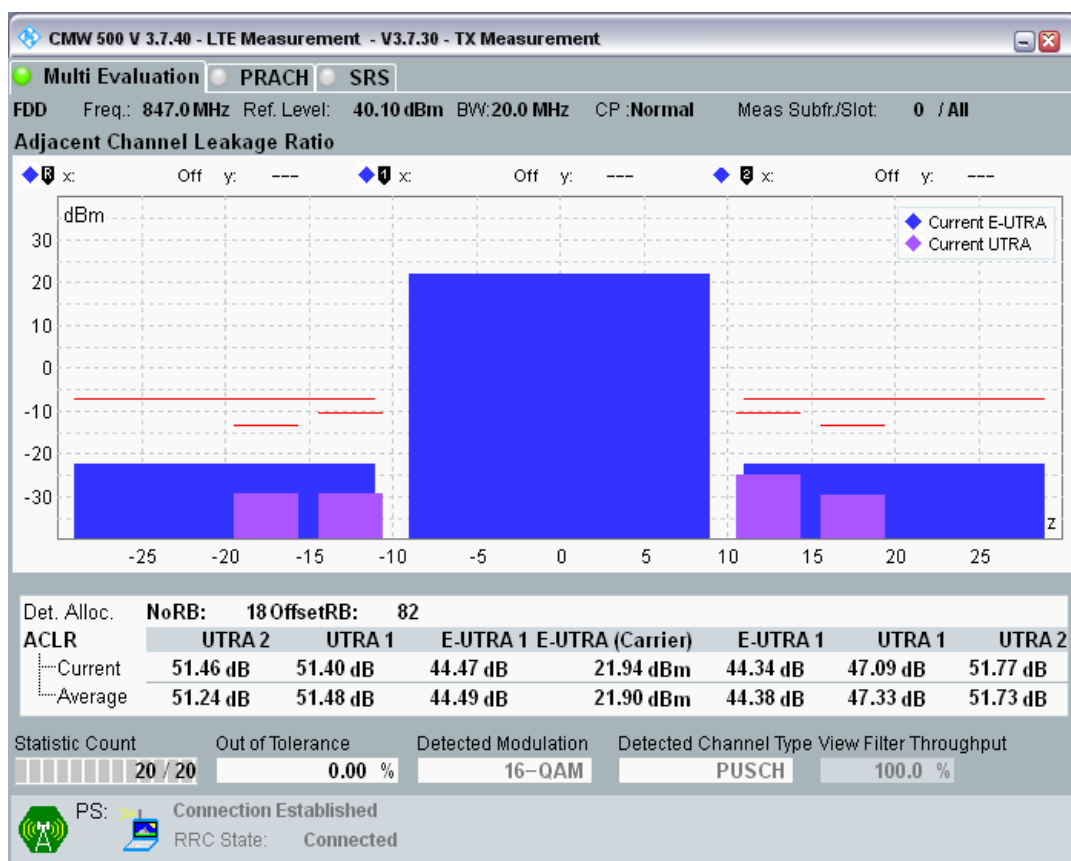 CMW 500 V 3.7.40 - LTE Measurement - V3.7.30 - TX Measurement
Multi Evaluation PRACH SRS
FDD Freq.: 847.0 MHz Ref. Level: 40.10 dBm BW:20.0 MHz CP :Normal Meas Subfr./Slot: 0 / All
Adjacent Channel Leakage Ratio
R x: Off y: --- 1 x: Off y: --- 2 x: Off y: ---
dBm
Current E-UTRA
Current UTRA
30
20
10
0
-10
-20
-30
z
-25 -20 -15 -10 -5 0 5 10 15 20 25
Det. Alloc. NoRB: 18 OffsetRB: 82
ACLR UTRA 2 UTRA 1 E-UTRA 1 E-UTRA (Carrier) E-UTRA 1 UTRA 1 UTRA 2
Current 51.46 dB 51.40 dB 44.47 dB 21.94 dBm 44.34 dB 47.09 dB 51.77 dB
Average 51.24 dB 51.48 dB 44.49 dB 21.90 dBm 44.38 dB 47.33 dB 51.73 dB
Statistic Count Out of Tolerance Detected Modulation Detected Channel Type View Filter Throughput
20 / 20 0.00 % 16-QAM PUSCH 100.0 %
PS: Connection Established
RRC State: Connected